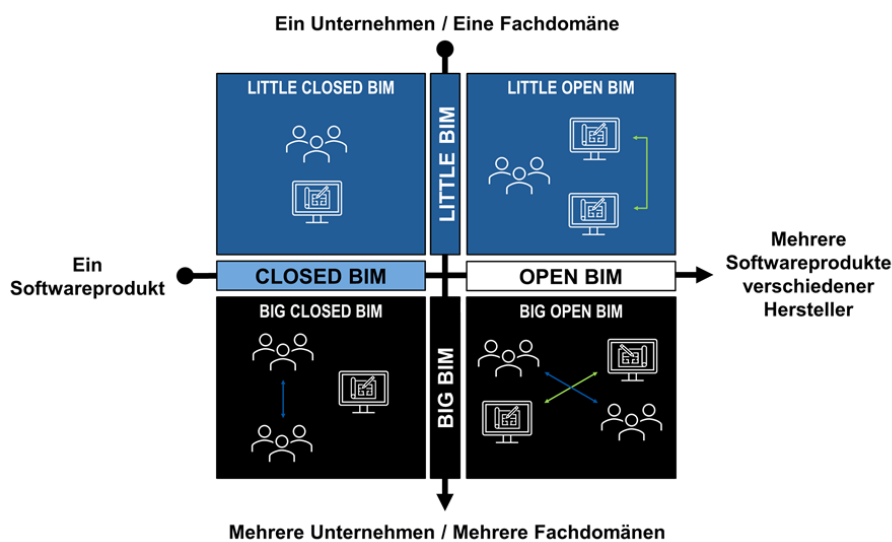 Ein Unternehmen / Eine Fachdomäne
LITTLE CLOSED BIM
LITTLE BIM
LITTLE OPEN BIM
Ein
Softwareprodukt
CLOSED BIM
OPEN BIM
Mehrere
Softwareprodukte
verschiedener
Hersteller
BIG CLOSED BIM
BIG BIM
BIG OPEN BIM
Mehrere Unternehmen / Mehrere Fachdomänen